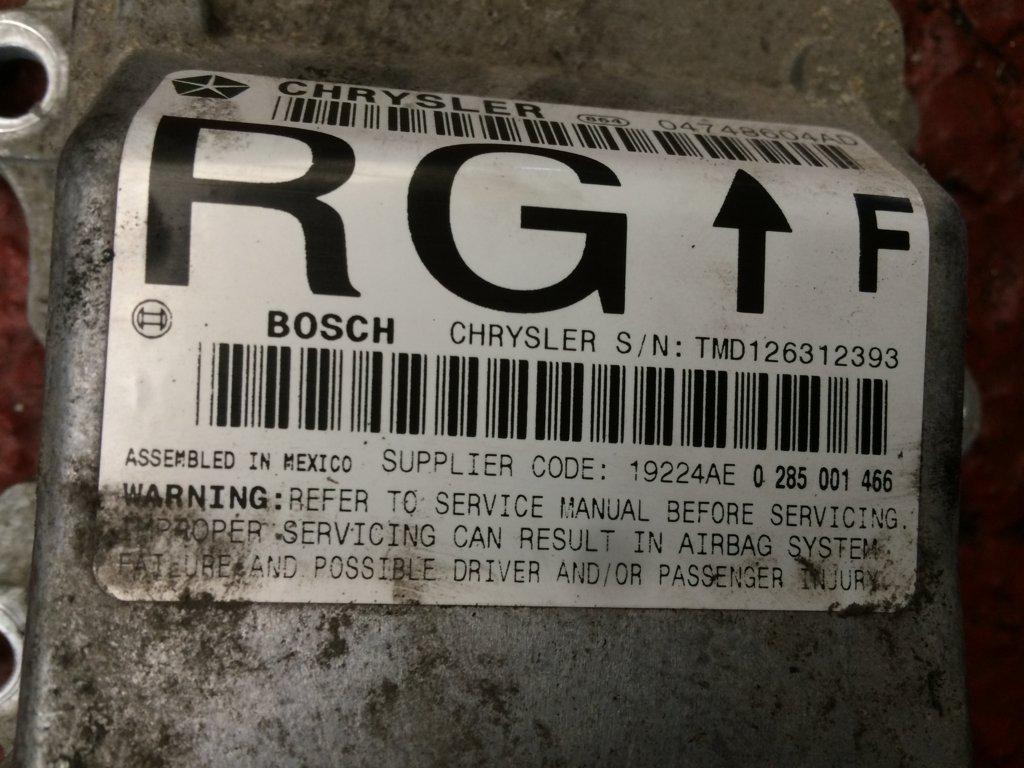 CHRYSLER 04748604AD
RG F
BOSCH CHRYSLER S/N: TMD126312393
ASSEMBLED IN MEXICO SUPPLIER CODE: 19224AE 0 285 001 466
WARNING: REFER TO SERVICE MANUAL BEFORE SERVICING.
IMPROPER SERVICING CAN RESULT IN AIRBAG SYSTEM
FAILURE AND POSSIBLE DRIVER AND/OR PASSENGER INJURY